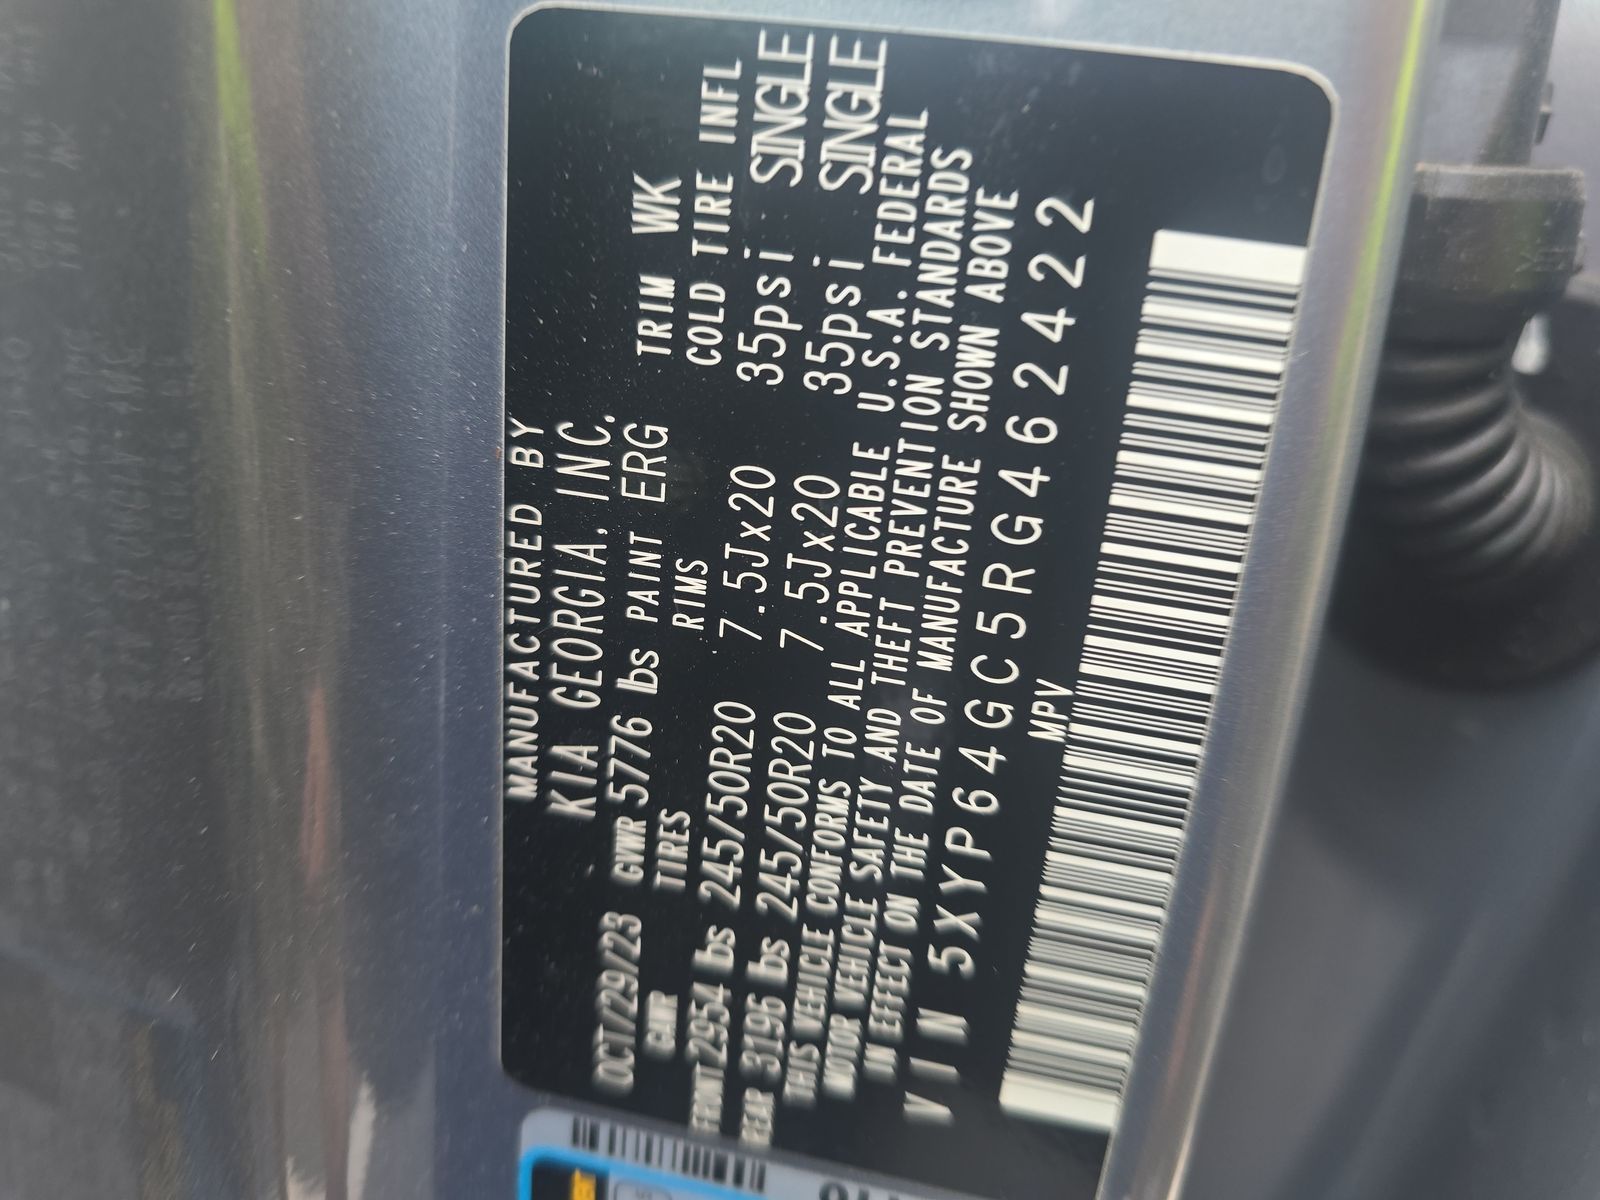 MANUFACTURED BY
KIA GEORGIA, INC.
OCT/29/23 GVWR 5776 lbs PAINT ERG TRIM WK
GAWR TIRES RIMS COLD TIRE INFL
FRONT 2954 lbs 245/50R20 7.5Jx20 35psi SINGLE
REAR 3196 lbs 245/50R20 7.5Jx20 35psi SINGLE
THIS VEHICLE CONFORMS TO ALL APPLICABLE U.S.A. FEDERAL
MOTOR VEHICLE SAFETY AND THEFT PREVENTION STANDARDS
IN EFFECT ON THE DATE OF MANUFACTURE SHOWN ABOVE
VIN 5XYP64GC5RG462422
MPV